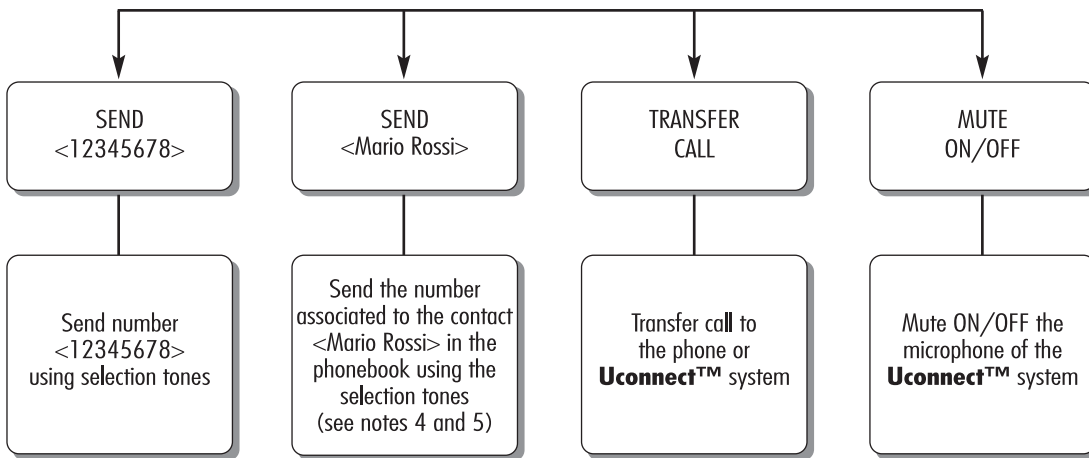 SEND
<12345678>
SEND
<Mario Rossi>
TRANSFER
CALL
MUTE
ON/OFF
Send number
<12345678>
using selection tones
Send the number
associated to the contact
<Mario Rossi> in the
phonebook using the
selection tones
(see notes 4 and 5)
Transfer call to
the phone or
Uconnect™ system
Mute ON/OFF the
microphone of the
Uconnect™ system